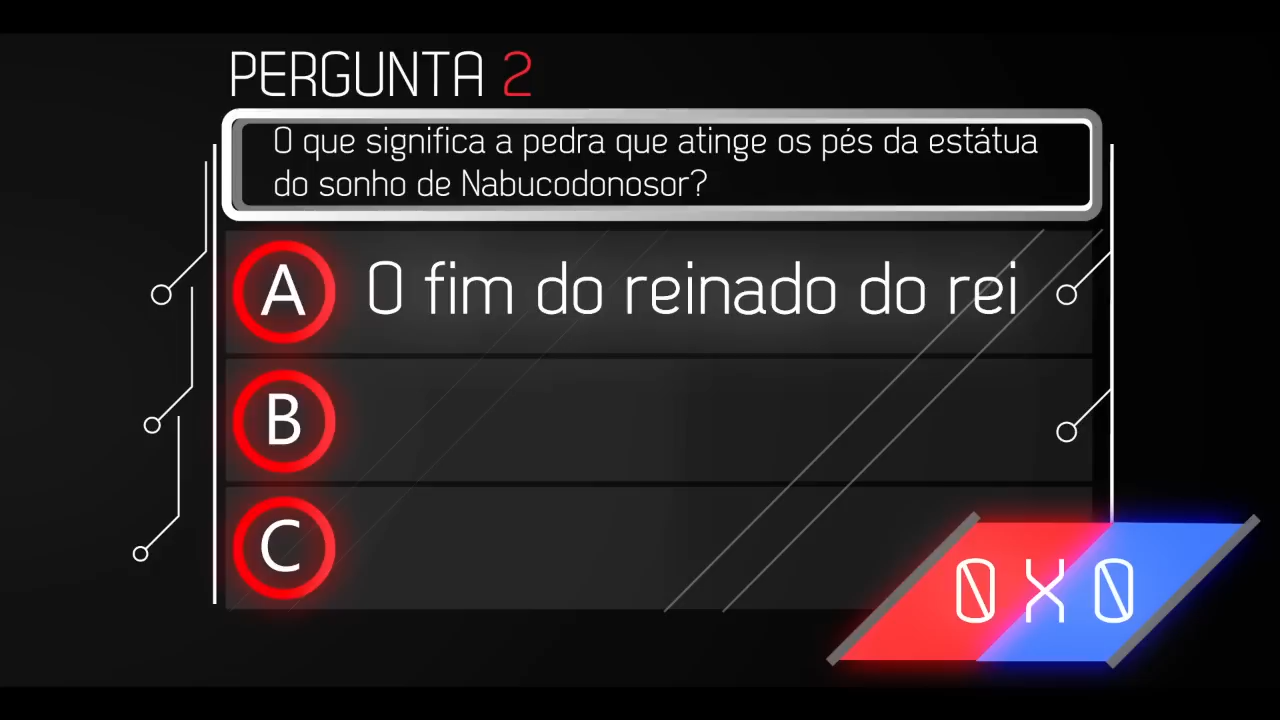 PERGUNTA 2
O que significa a pedra que atinge os pés da estátua
do sonho de Nabucodonosor?
A O fim do reinado do rei
B
C
0 X 0